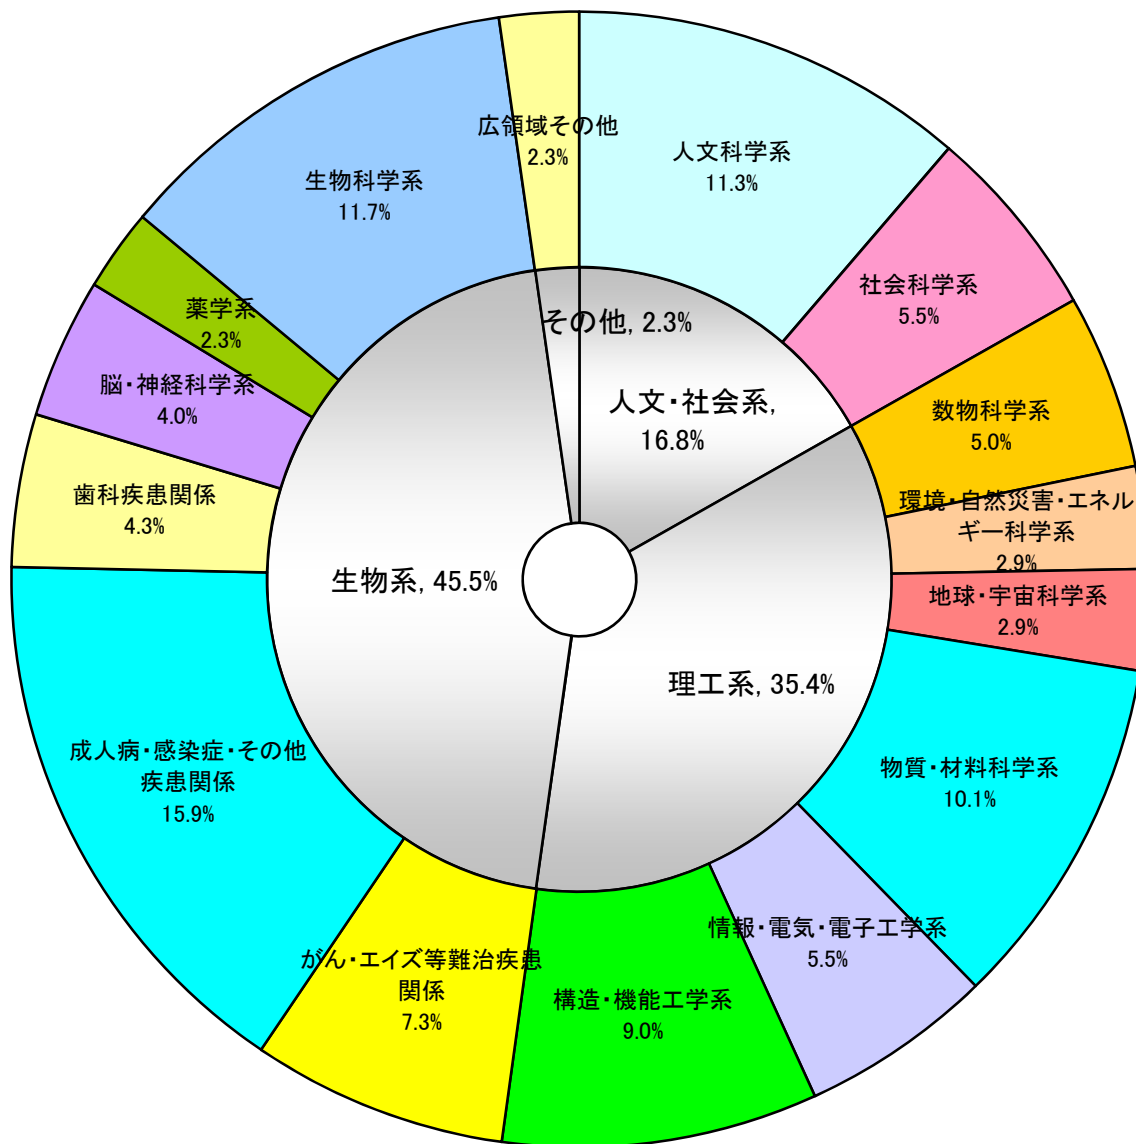 広領域その他
2.3%
人文科学系
11.3%
社会科学系
5.5%
数物科学系
5.0%
環境・自然災害・エネル
ギー科学系
2.9%
地球・宇宙科学系
2.9%
物質・材料科学系
10.1%
情報・電気・電子工学系
5.5%
構造・機能工学系
9.0%
がん・エイズ等難治疾患
関係
7.3%
成人病・感染症・その他
疾患関係
15.9%
歯科疾患関係
4.3%
脳・神経科学系
4.0%
薬学系
2.3%
生物科学系
11.7%
その他, 2.3%
人文・社会系,
16.8%
理工系, 35.4%
生物系, 45.5%